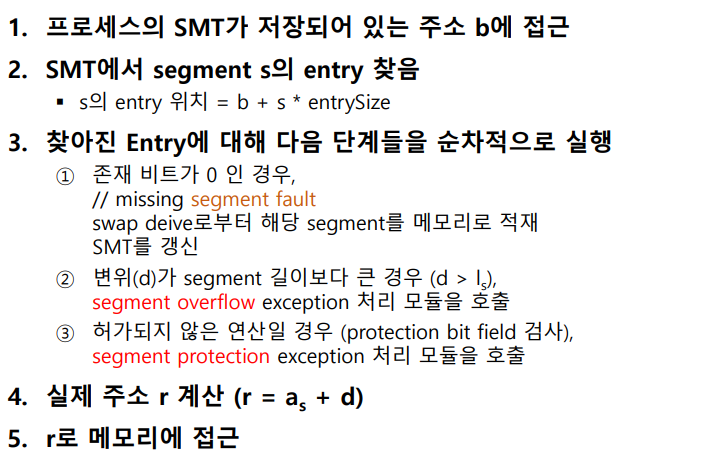 1. 프로세스의 SMT가 저장되어 있는 주소 b에 접근
2. SMT에서 segment s의 entry 찾음
▪ s의 entry 위치 = b + s * entrySize
3. 찾아진 Entry에 대해 다음 단계들을 순차적으로 실행
① 존재 비트가 0 인 경우,
// missing segment fault
swap deive로부터 해당 segment를 메모리로 적재
SMT를 갱신
② 변위(d)가 segment 길이보다 큰 경우 (d > lₛ),
segment overflow exception 처리 모듈을 호출
③ 허가되지 않은 연산일 경우 (protection bit field 검사),
segment protection exception 처리 모듈을 호출
4. 실제 주소 r 계산 (r = aₛ + d)
5. r로 메모리에 접근